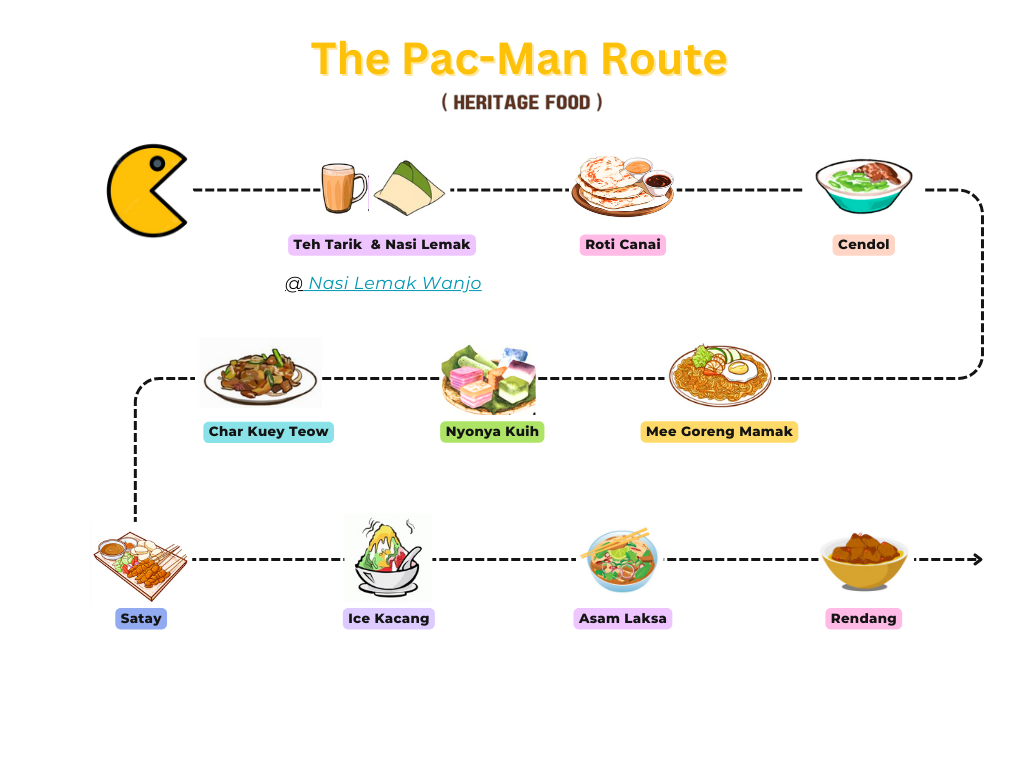 The Pac-Man Route
( HERITAGE FOOD )
Teh Tarik & Nasi Lemak
Roti Canai
Cendol
@ Nasi Lemak Wanjo
Char Kuey Teow
Nyonya Kuih
Mee Goreng Mamak
Satay
Ice Kacang
Asam Laksa
Rendang